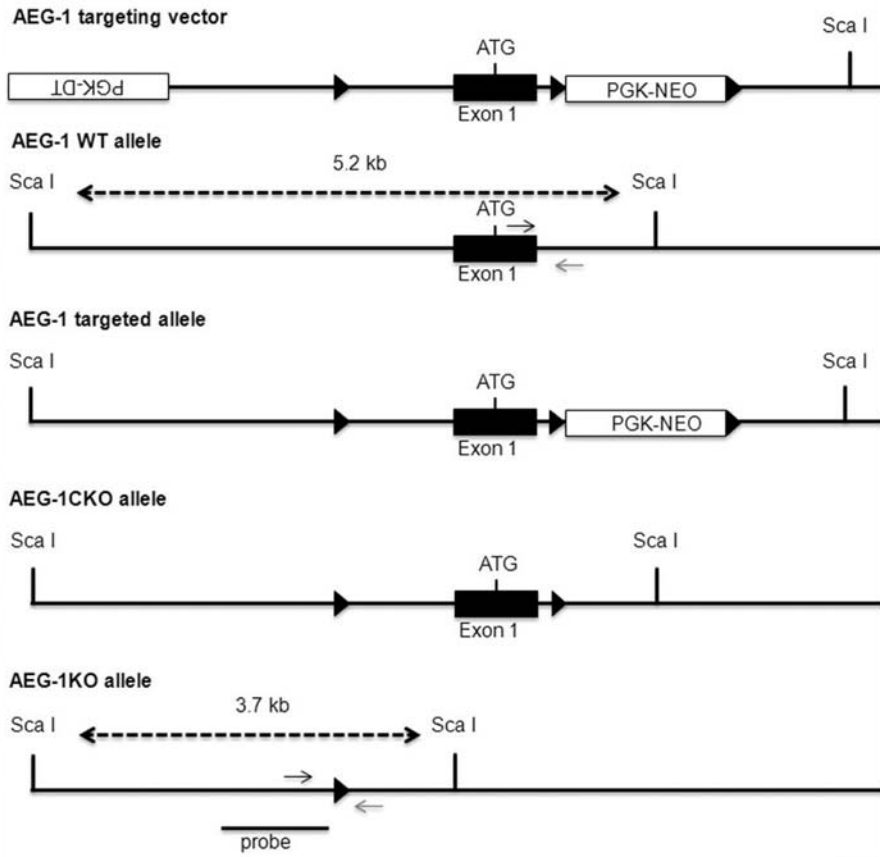 AEG-1 targeting vector
Sca I
ATG
PGK-DT
PGK-NEO
Exon 1
AEG-1 WT allele
5.2 kb
Sca I
Sca I
ATG
Exon 1
AEG-1 targeted allele
Sca I
Sca I
ATG
PGK-NEO
Exon 1
AEG-1CKO allele
Sca I
Sca I
ATG
Exon 1
AEG-1KO allele
3.7 kb
Sca I
Sca I
probe